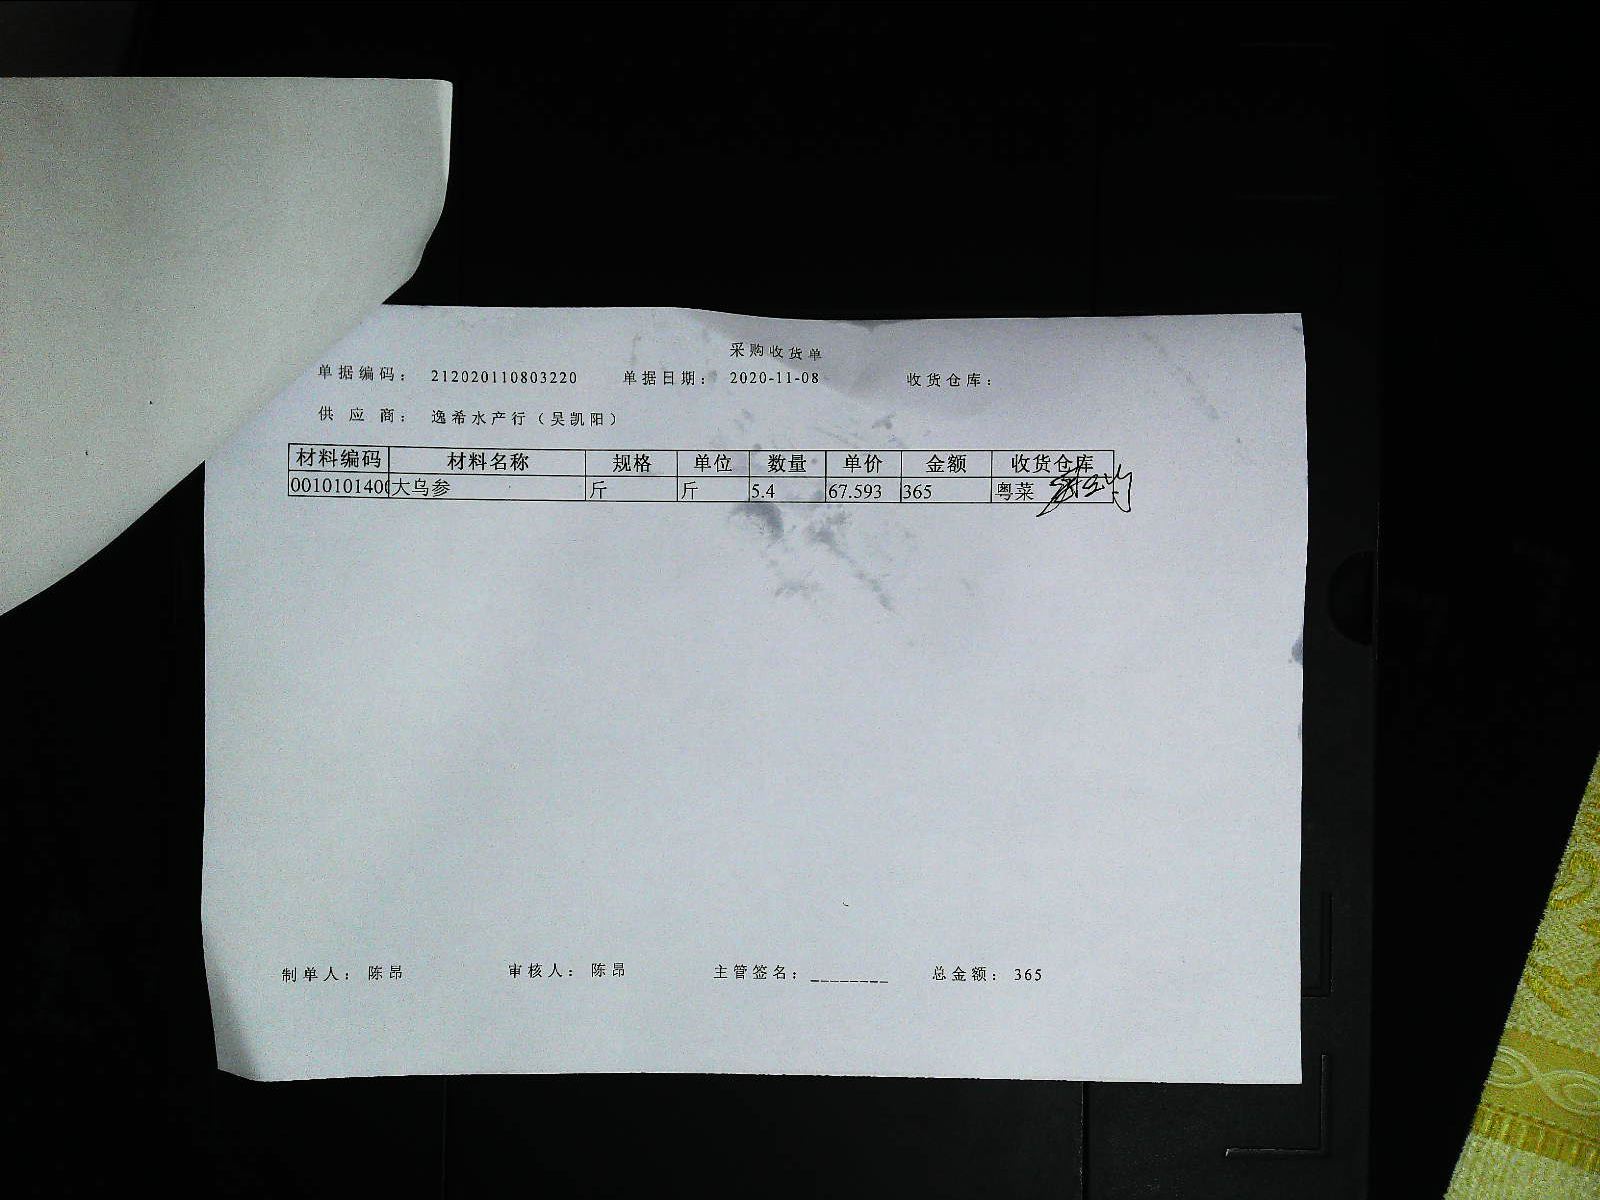 采购收货单
单据编码： 212020110803220 单据日期： 2020-11-08 收货仓库：
供 应 商： 逸希水产行（吴凯阳）
材料编码 材料名称 规格 单位 数量 单价 金额 收货仓库
0010101400 大乌参 斤 斤 5.4 67.593 365 粤菜
制单人： 陈昂 审核人： 陈昂 主管签名： ________ 总金额： 365